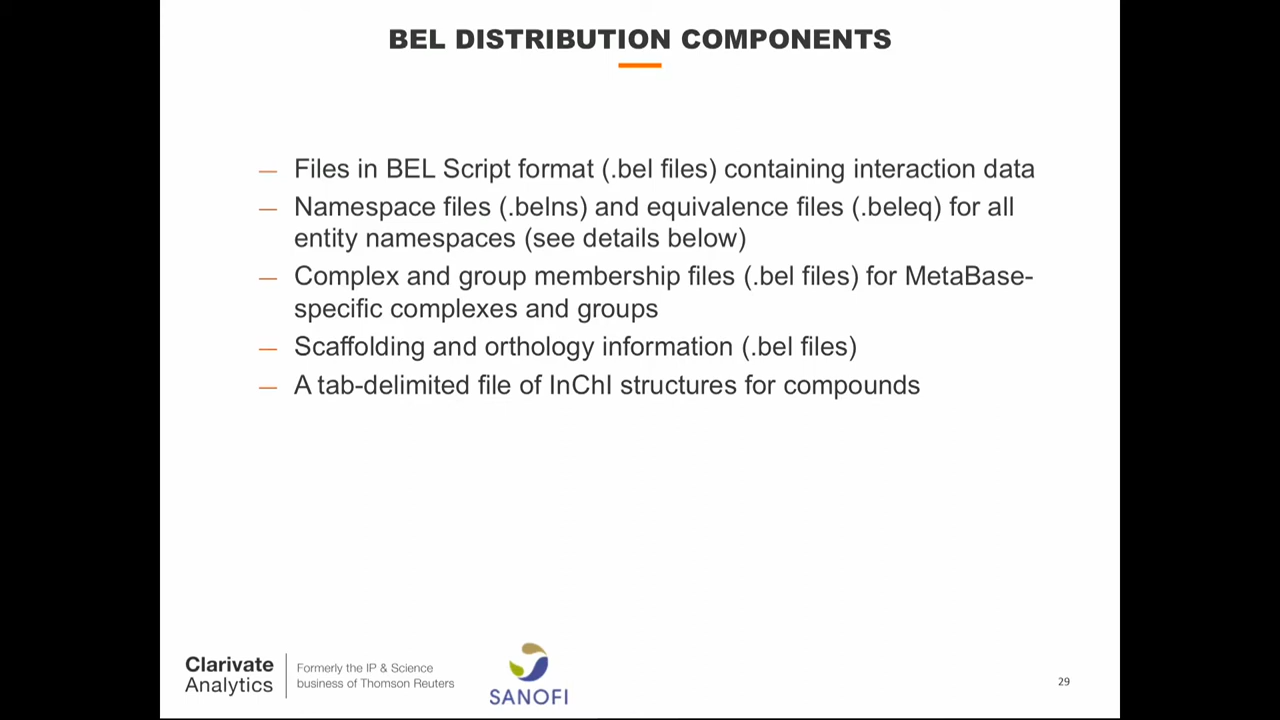 BEL DISTRIBUTION COMPONENTS
— Files in BEL Script format (.bel files) containing interaction data
— Namespace files (.belns) and equivalence files (.beleq) for all
entity namespaces (see details below)
— Complex and group membership files (.bel files) for MetaBase-
specific complexes and groups
— Scaffolding and orthology information (.bel files)
— A tab-delimited file of InChI structures for compounds
Clarivate
Analytics
Formerly the IP & Science
business of Thomson Reuters
SANOFI
29